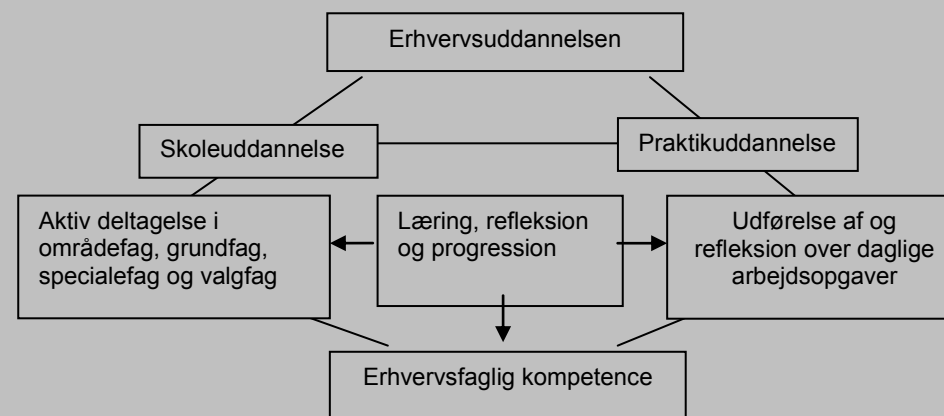 Erhvervsuddannelsen
Skoleuddannelse
Praktikuddannelse
Aktiv deltagelse i
områdefag, grundfag,
specialefag og valgfag
Læring, refleksion
og progression
Udførelse af og
refleksion over daglige
arbejdsopgaver
Erhvervsfaglig kompetence